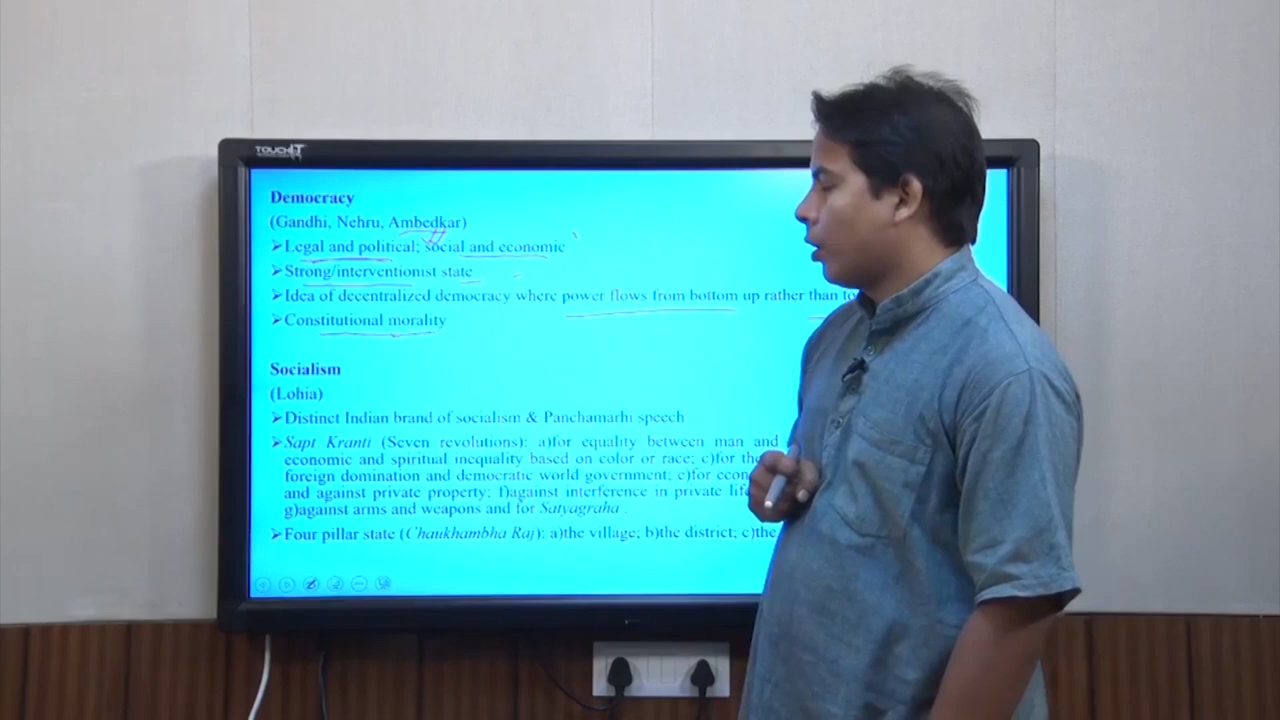 TOUCHIT
Democracy
(Gandhi, Nehru, Ambedkar)
➢Legal and political; social and economic
➢Strong/interventionist state
➢Idea of decentralized democracy where power flows from bottom up rather than to
➢Constitutional morality
Socialism
(Lohia)
➢Distinct Indian brand of socialism & Panchamarhi speech
➢Sapt Kranti (Seven revolutions): a)for equality between man and
economic and spiritual inequality based on color or race; c)for the
foreign domination and democratic world government; e)for econ
and against private property; f)against interference in private life
g)against arms and weapons and for Satyagraha .
➢Four pillar state (Chaukhambha Raj): a)the village; b)the district; c)the